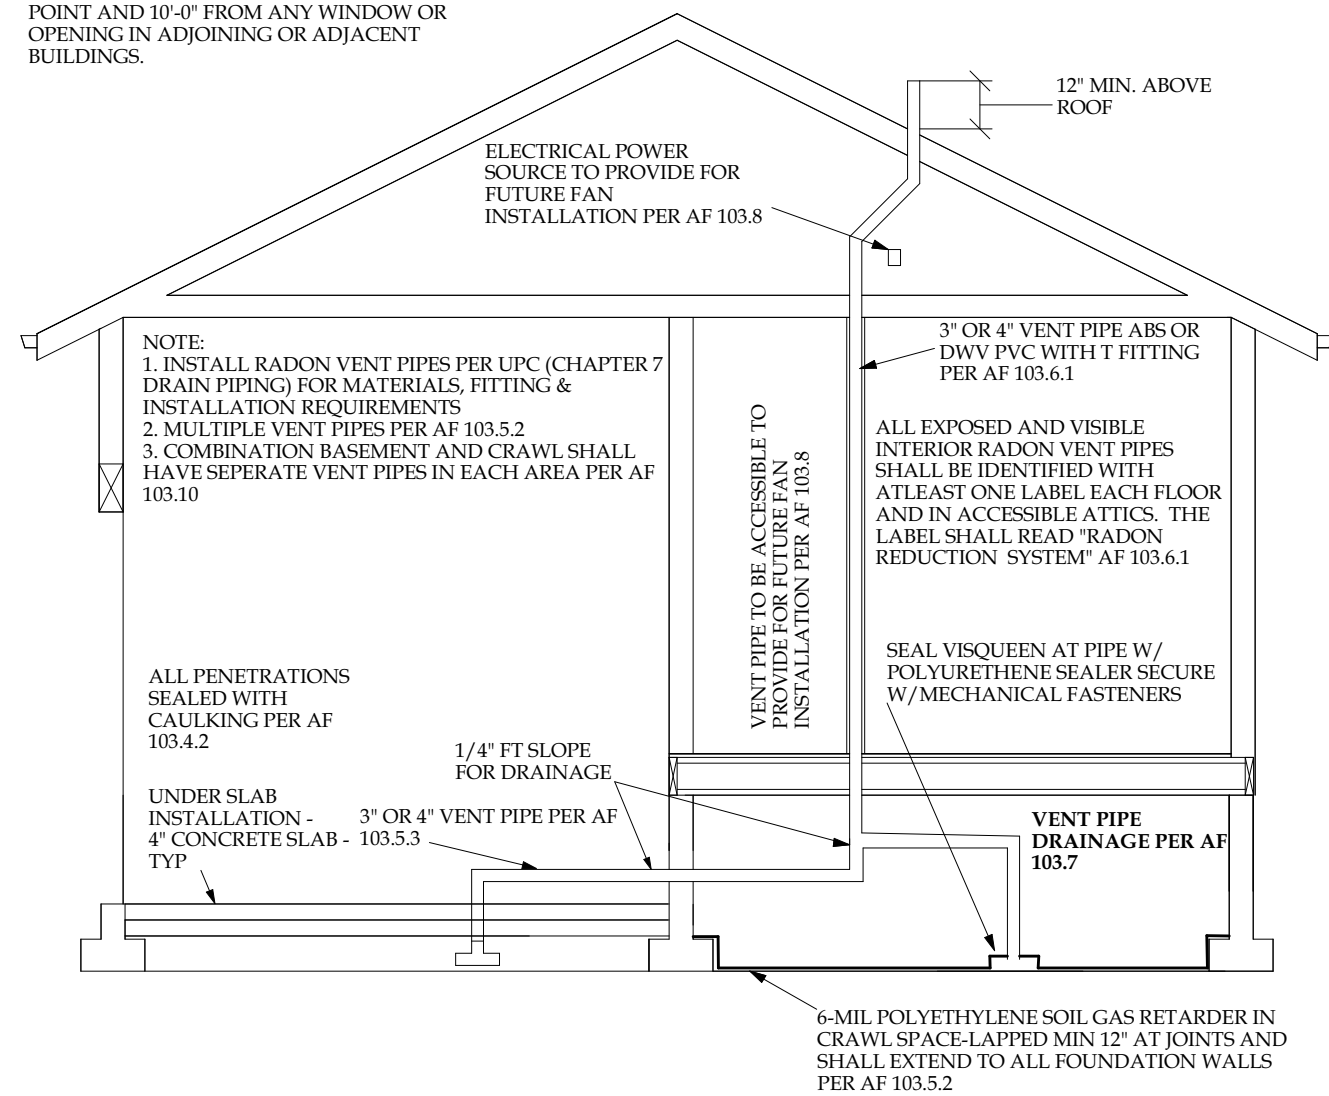 POINT AND 10'-0" FROM ANY WINDOW OR
OPENING IN ADJOINING OR ADJACENT
BUILDINGS.
12" MIN. ABOVE
ROOF
ELECTRICAL POWER
SOURCE TO PROVIDE FOR
FUTURE FAN
INSTALLATION PER AF 103.8
NOTE:
1. INSTALL RADON VENT PIPES PER UPC (CHAPTER 7
DRAIN PIPING) FOR MATERIALS, FITTING &
INSTALLATION REQUIREMENTS
2. MULTIPLE VENT PIPES PER AF 103.5.2
3. COMBINATION BASEMENT AND CRAWL SHALL
HAVE SEPERATE VENT PIPES IN EACH AREA PER AF
103.10
3" OR 4" VENT PIPE ABS OR
DWV PVC WITH T FITTING
PER AF 103.6.1
VENT PIPE TO BE ACCESSIBLE TO
PROVIDE FOR FUTURE FAN
INSTALLATION PER AF 103.8
ALL EXPOSED AND VISIBLE
INTERIOR RADON VENT PIPES
SHALL BE IDENTIFIED WITH
ATLEAST ONE LABEL EACH FLOOR
AND IN ACCESSIBLE ATTICS. THE
LABEL SHALL READ "RADON
REDUCTION SYSTEM" AF 103.6.1
SEAL VISQUEEN AT PIPE W/
POLYURETHENE SEALER SECURE
W/MECHANICAL FASTENERS
ALL PENETRATIONS
SEALED WITH
CAULKING PER AF
103.4.2
1/4" FT SLOPE
FOR DRAINAGE
UNDER SLAB
INSTALLATION -
4" CONCRETE SLAB -
TYP
3" OR 4" VENT PIPE PER AF
103.5.3
VENT PIPE
DRAINAGE PER AF
103.7
6-MIL POLYETHYLENE SOIL GAS RETARDER IN
CRAWL SPACE-LAPPED MIN 12" AT JOINTS AND
SHALL EXTEND TO ALL FOUNDATION WALLS
PER AF 103.5.2